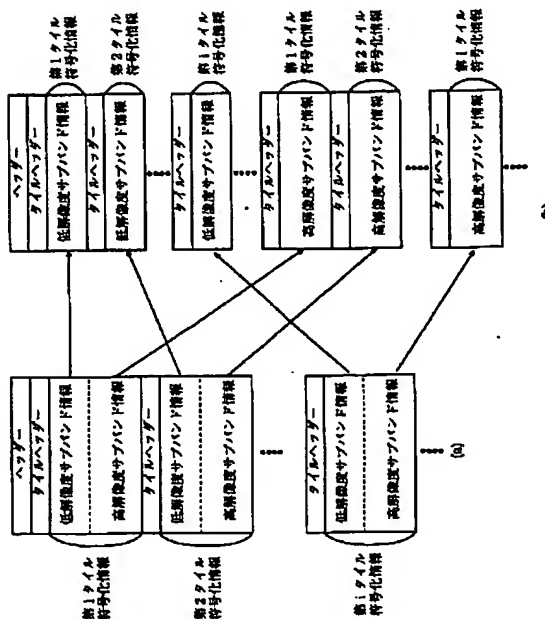 ヘッダー
タイルヘッダー
低解像度サブバンド情報
高解像度サブバンド情報
タイルヘッダー
低解像度サブバンド情報
高解像度サブバンド情報
タイルヘッダー
低解像度サブバンド情報
高解像度サブバンド情報
第1タイル
符号化情報
第2タイル
符号化情報
第iタイル
符号化情報
(a)
ヘッダー
タイルヘッダー
低解像度サブバンド情報
タイルヘッダー
低解像度サブバンド情報
タイルヘッダー
低解像度サブバンド情報
タイルヘッダー
高解像度サブバンド情報
タイルヘッダー
高解像度サブバンド情報
タイルヘッダー
高解像度サブバンド情報
第1タイル
符号化情報
第2タイル
符号化情報
第iタイル
符号化情報
第1タイル
符号化情報
第2タイル
符号化情報
第iタイル
符号化情報